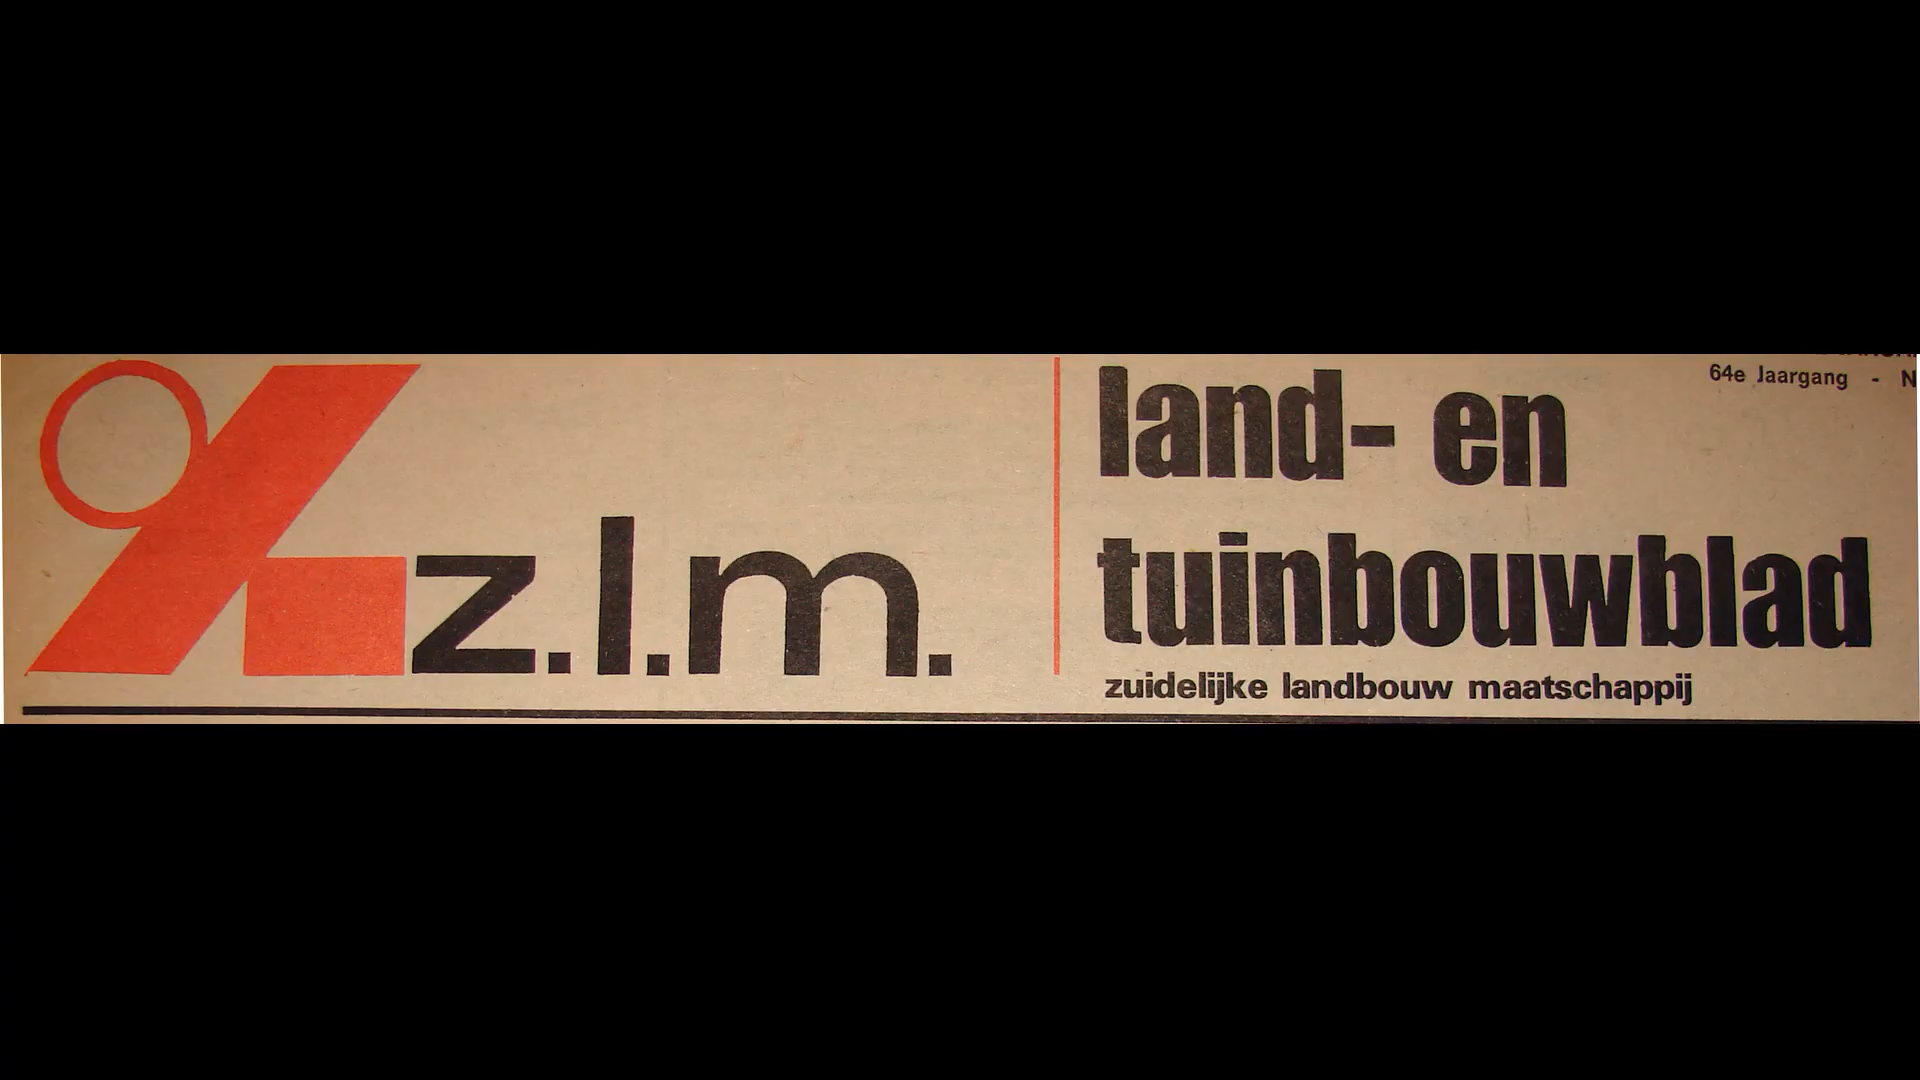 64e Jaargang -
z.l.m.
land- en
tuinbouwblad
zuidelijke landbouw maatschappij